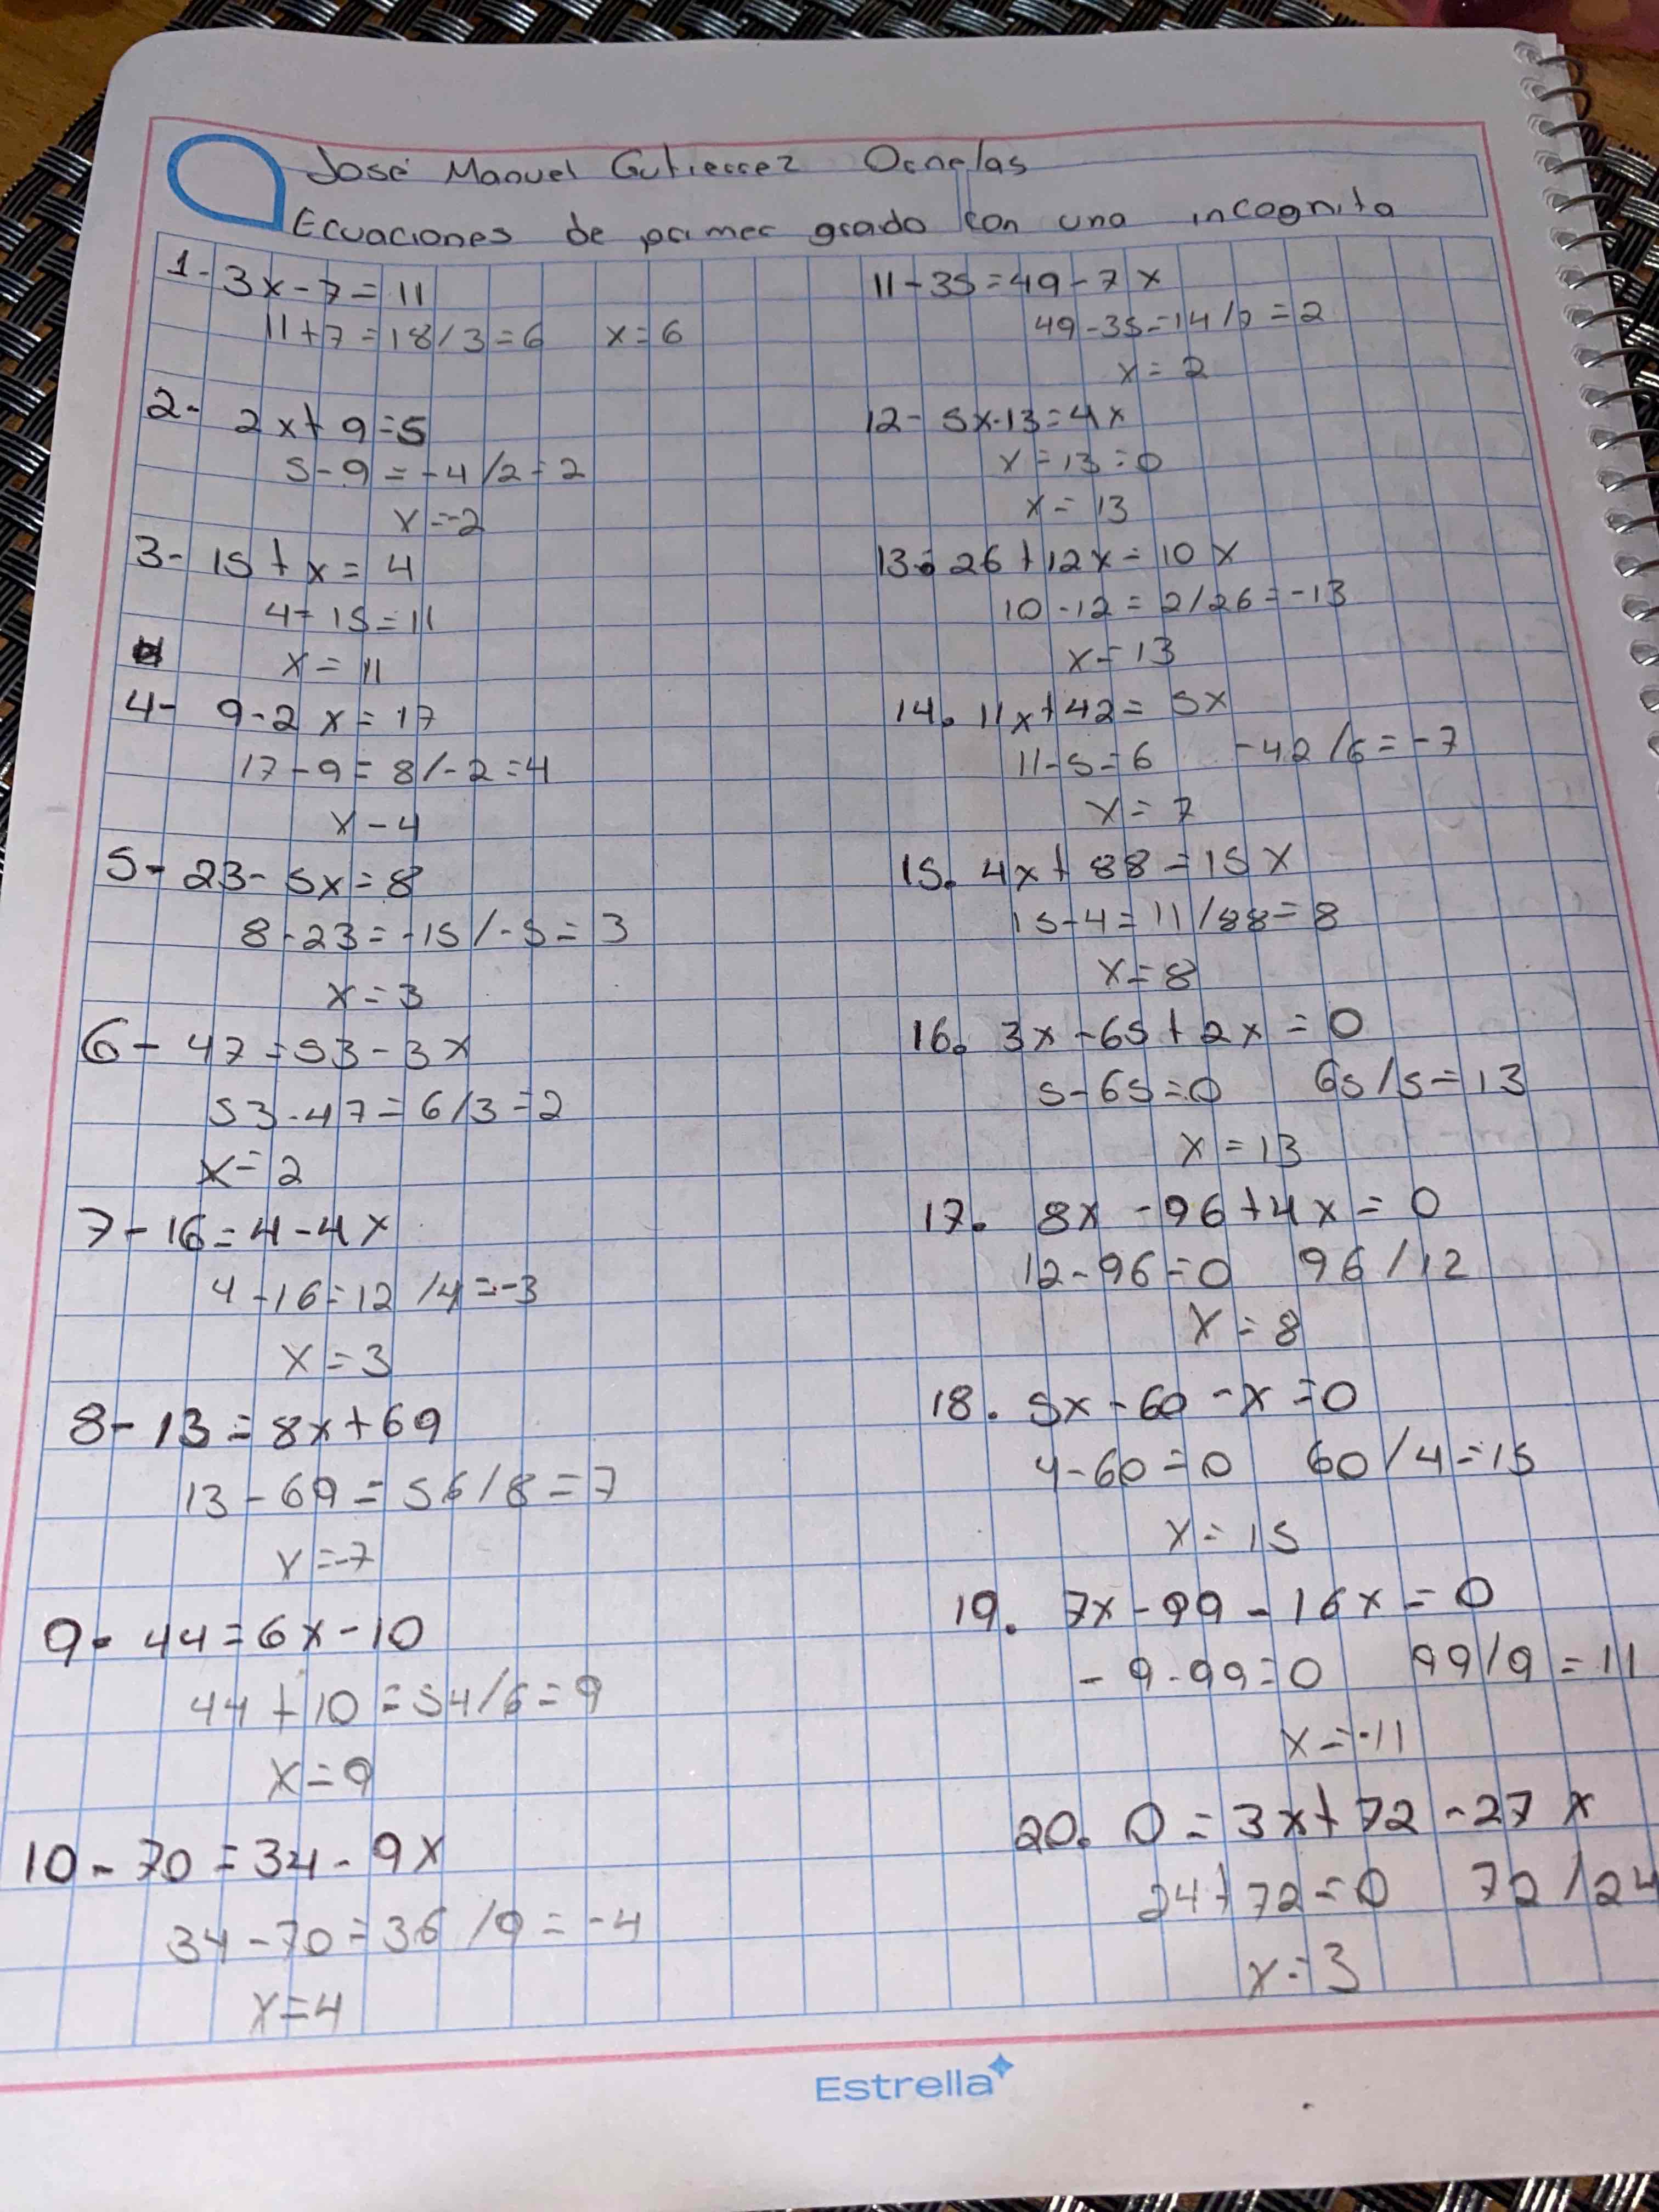 José Manuel Gutierrez Ornelas
Ecuaciones de primer grado con una incognita
1- 3x-7=11
11+7=18/3=6 x=6
2- 2x+9=5
5-9=-4/2=2
x=-2
3- 15+x=4
4-15=11
x=11
4- 9-2x=17
17-9=8/-2=4
x-4
5- 23-5x=8
8-23=-15/-5=3
x=3
6- 47=53-3x
53-47=6/3=2
x=2
7-16=4-4x
4-16=12/4=-3
x=3
8- 13=8x+69
13-69=56/8=7
x=-7
9- 44=6x-10
44+10=54/6=9
x=9
10- 70=34-9x
34-70=36/9=-4
x=4
11-35=49-7x
49-35=14/7=2
x=2
12- 5x-13=4x
x=13=0
x=13
13- 26+12x=10x
10-12=2/26=-13
x=13
14. 11x+42=5x
11-5=6 -42/6=-7
x=7
15. 4x+88=15x
15-4=11/88=8
x=8
16. 3x-65+2x=0
5-65=0 65/5=13
x=13
17. 8x-96+4x=0
12-96=0 96/12
x=8
18. 5x-60-x=0
4-60=0 60/4=15
x=15
19. 7x-99-16x=0
-9-99=0 99/9=11
x=-11
20. 0=3x+72-27x
24+72=0 72/24
x=3
Estrella